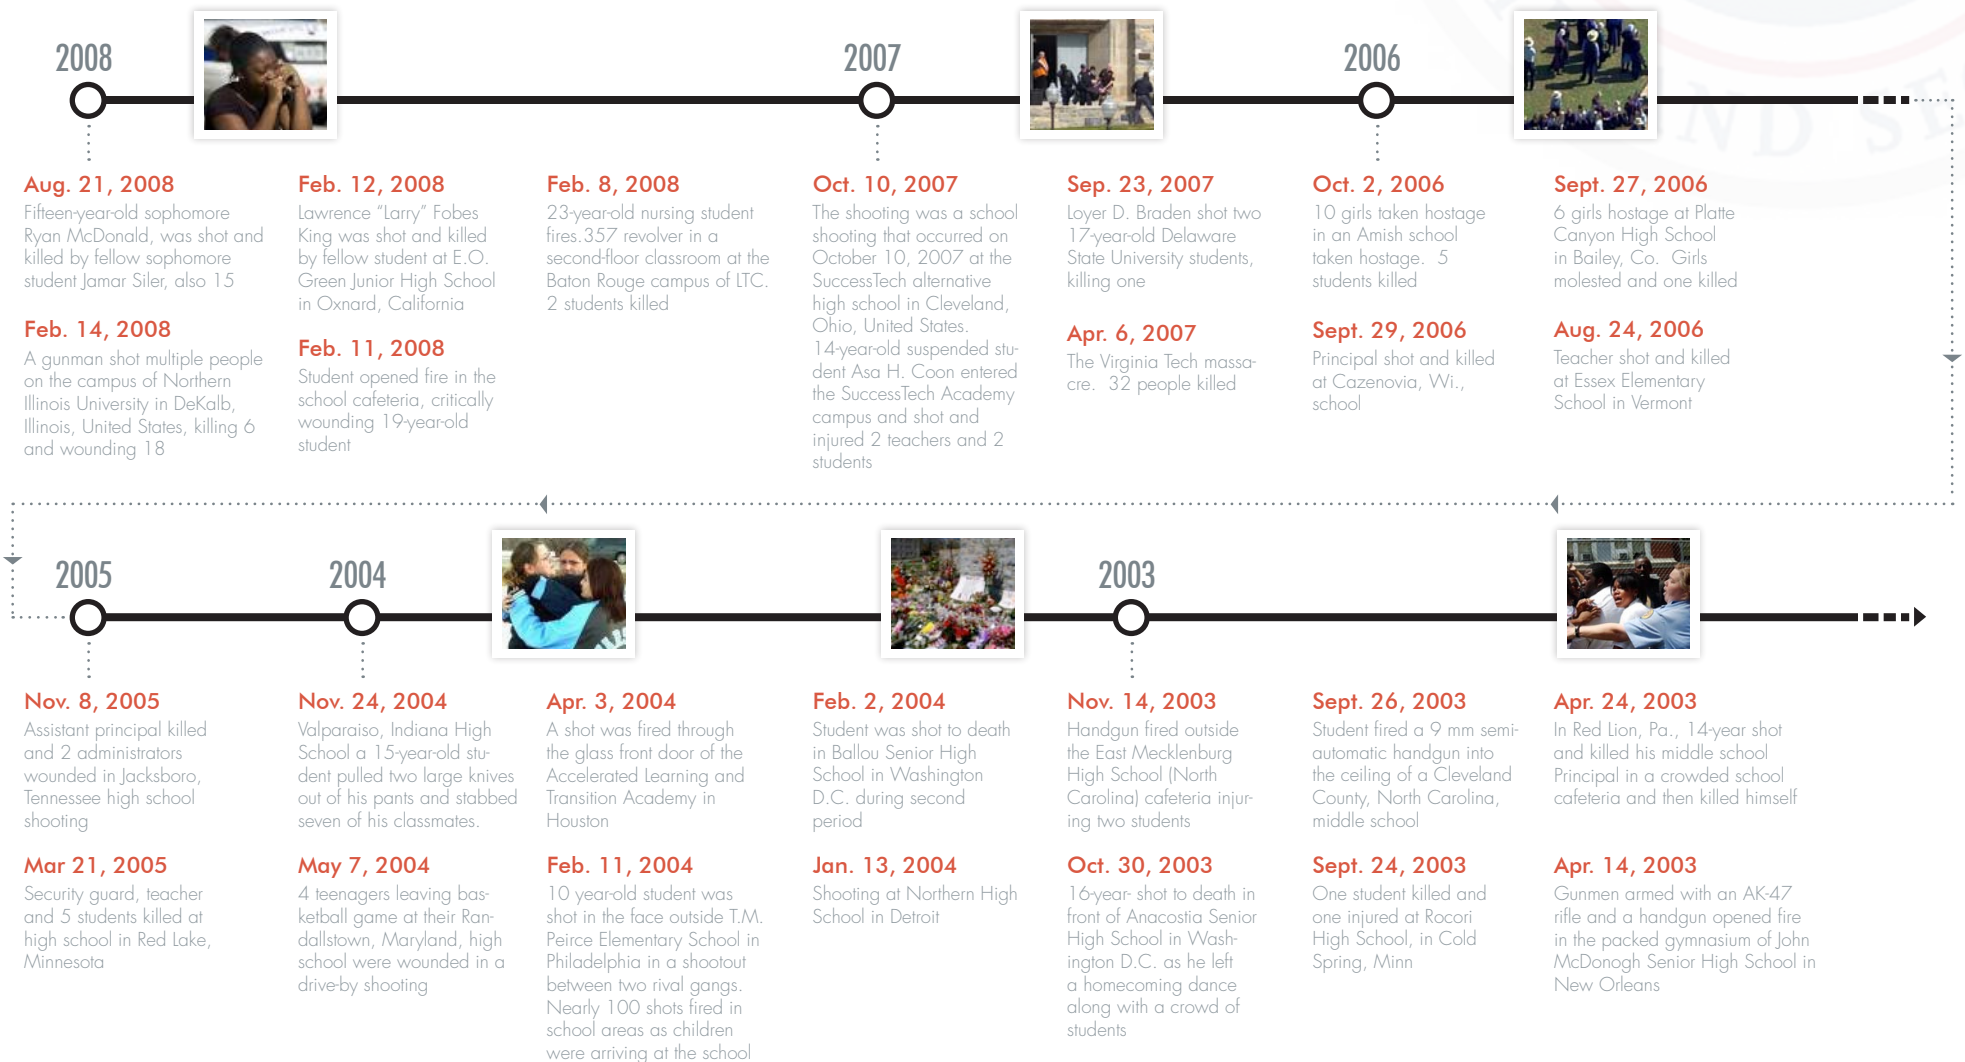 2008
2007
2006
Aug. 21, 2008
Fifteen-year-old sophomore
Ryan McDonald, was shot and
killed by fellow sophomore
student Jamar Siler, also 15
Feb. 14, 2008
A gunman shot multiple people
on the campus of Northern
Illinois University in DeKalb,
Illinois, United States, killing 6
and wounding 18
Feb. 12, 2008
Lawrence “Larry” Fobes
King was shot and killed
by fellow student at E.O.
Green Junior High School
in Oxnard, California
Feb. 11, 2008
Student opened fire in the
school cafeteria, critically
wounding 19-year-old
student
Feb. 8, 2008
23-year-old nursing student
fires.357 revolver in a
second-floor classroom at the
Baton Rouge campus of LTC.
2 students killed
Oct. 10, 2007
The shooting was a school
shooting that occurred on
October 10, 2007 at the
SuccessTech alternative
high school in Cleveland,
Ohio, United States.
14-year-old suspended stu-
dent Asa H. Coon entered
the SuccessTech Academy
campus and shot and
injured 2 teachers and 2
students
Sep. 23, 2007
Loyer D. Braden shot two
17-year-old Delaware
State University students,
killing one
Apr. 6, 2007
The Virginia Tech massa-
cre.  32 people killed
Oct. 2, 2006
10 girls taken hostage
in an Amish school
taken hostage.  5
students killed
Sept. 29, 2006
Principal shot and killed
at Cazenovia, Wi.,
school
Sept. 27, 2006
6 girls hostage at Platte
Canyon High School
in Bailey, Co.  Girls
molested and one killed
Aug. 24, 2006
Teacher shot and killed
at Essex Elementary
School in Vermont
2005
2004
2003
Nov. 8, 2005
Assistant principal killed
and 2 administrators
wounded in Jacksboro,
Tennessee high school
shooting
Mar 21, 2005
Security guard, teacher
and 5 students killed at
high school in Red Lake,
Minnesota
Nov. 24, 2004
Valparaiso, Indiana High
School a 15-year-old stu-
dent pulled two large knives
out of his pants and stabbed
seven of his classmates.
May 7, 2004
4 teenagers leaving bas-
ketball game at their Ran-
dallstown, Maryland, high
school were wounded in a
drive-by shooting
Apr. 3, 2004
A shot was fired through
the glass front door of the
Accelerated Learning and
Transition Academy in
Houston
Feb. 11, 2004
10 year-old student was
shot in the face outside T.M.
Peirce Elementary School in
Philadelphia in a shootout
between two rival gangs.
Nearly 100 shots fired in
school areas as children
were arriving at the school
Feb. 2, 2004
Student was shot to death
in Ballou Senior High
School in Washington
D.C. during second
period
Jan. 13, 2004
Shooting at Northern High
School in Detroit
Nov. 14, 2003
Handgun fired outside
the East Mecklenburg
High School (North
Carolina) cafeteria injur-
ing two students
Oct. 30, 2003
16-year- shot to death in
front of Anacostia Senior
High School in Wash-
ington D.C. as he left
a homecoming dance
along with a crowd of
students
Sept. 26, 2003
Student fired a 9 mm semi-
automatic handgun into
the ceiling of a Cleveland
County, North Carolina,
middle school
Sept. 24, 2003
One student killed and
one injured at Rocori
High School, in Cold
Spring, Minn
Apr. 24, 2003
In Red Lion, Pa., 14-year shot
and killed his middle school
Principal in a crowded school
cafeteria and then killed himself
Apr. 14, 2003
Gunmen armed with an AK-47
rifle and a handgun opened fire
in the packed gymnasium of John
McDonogh Senior High School in
New Orleans